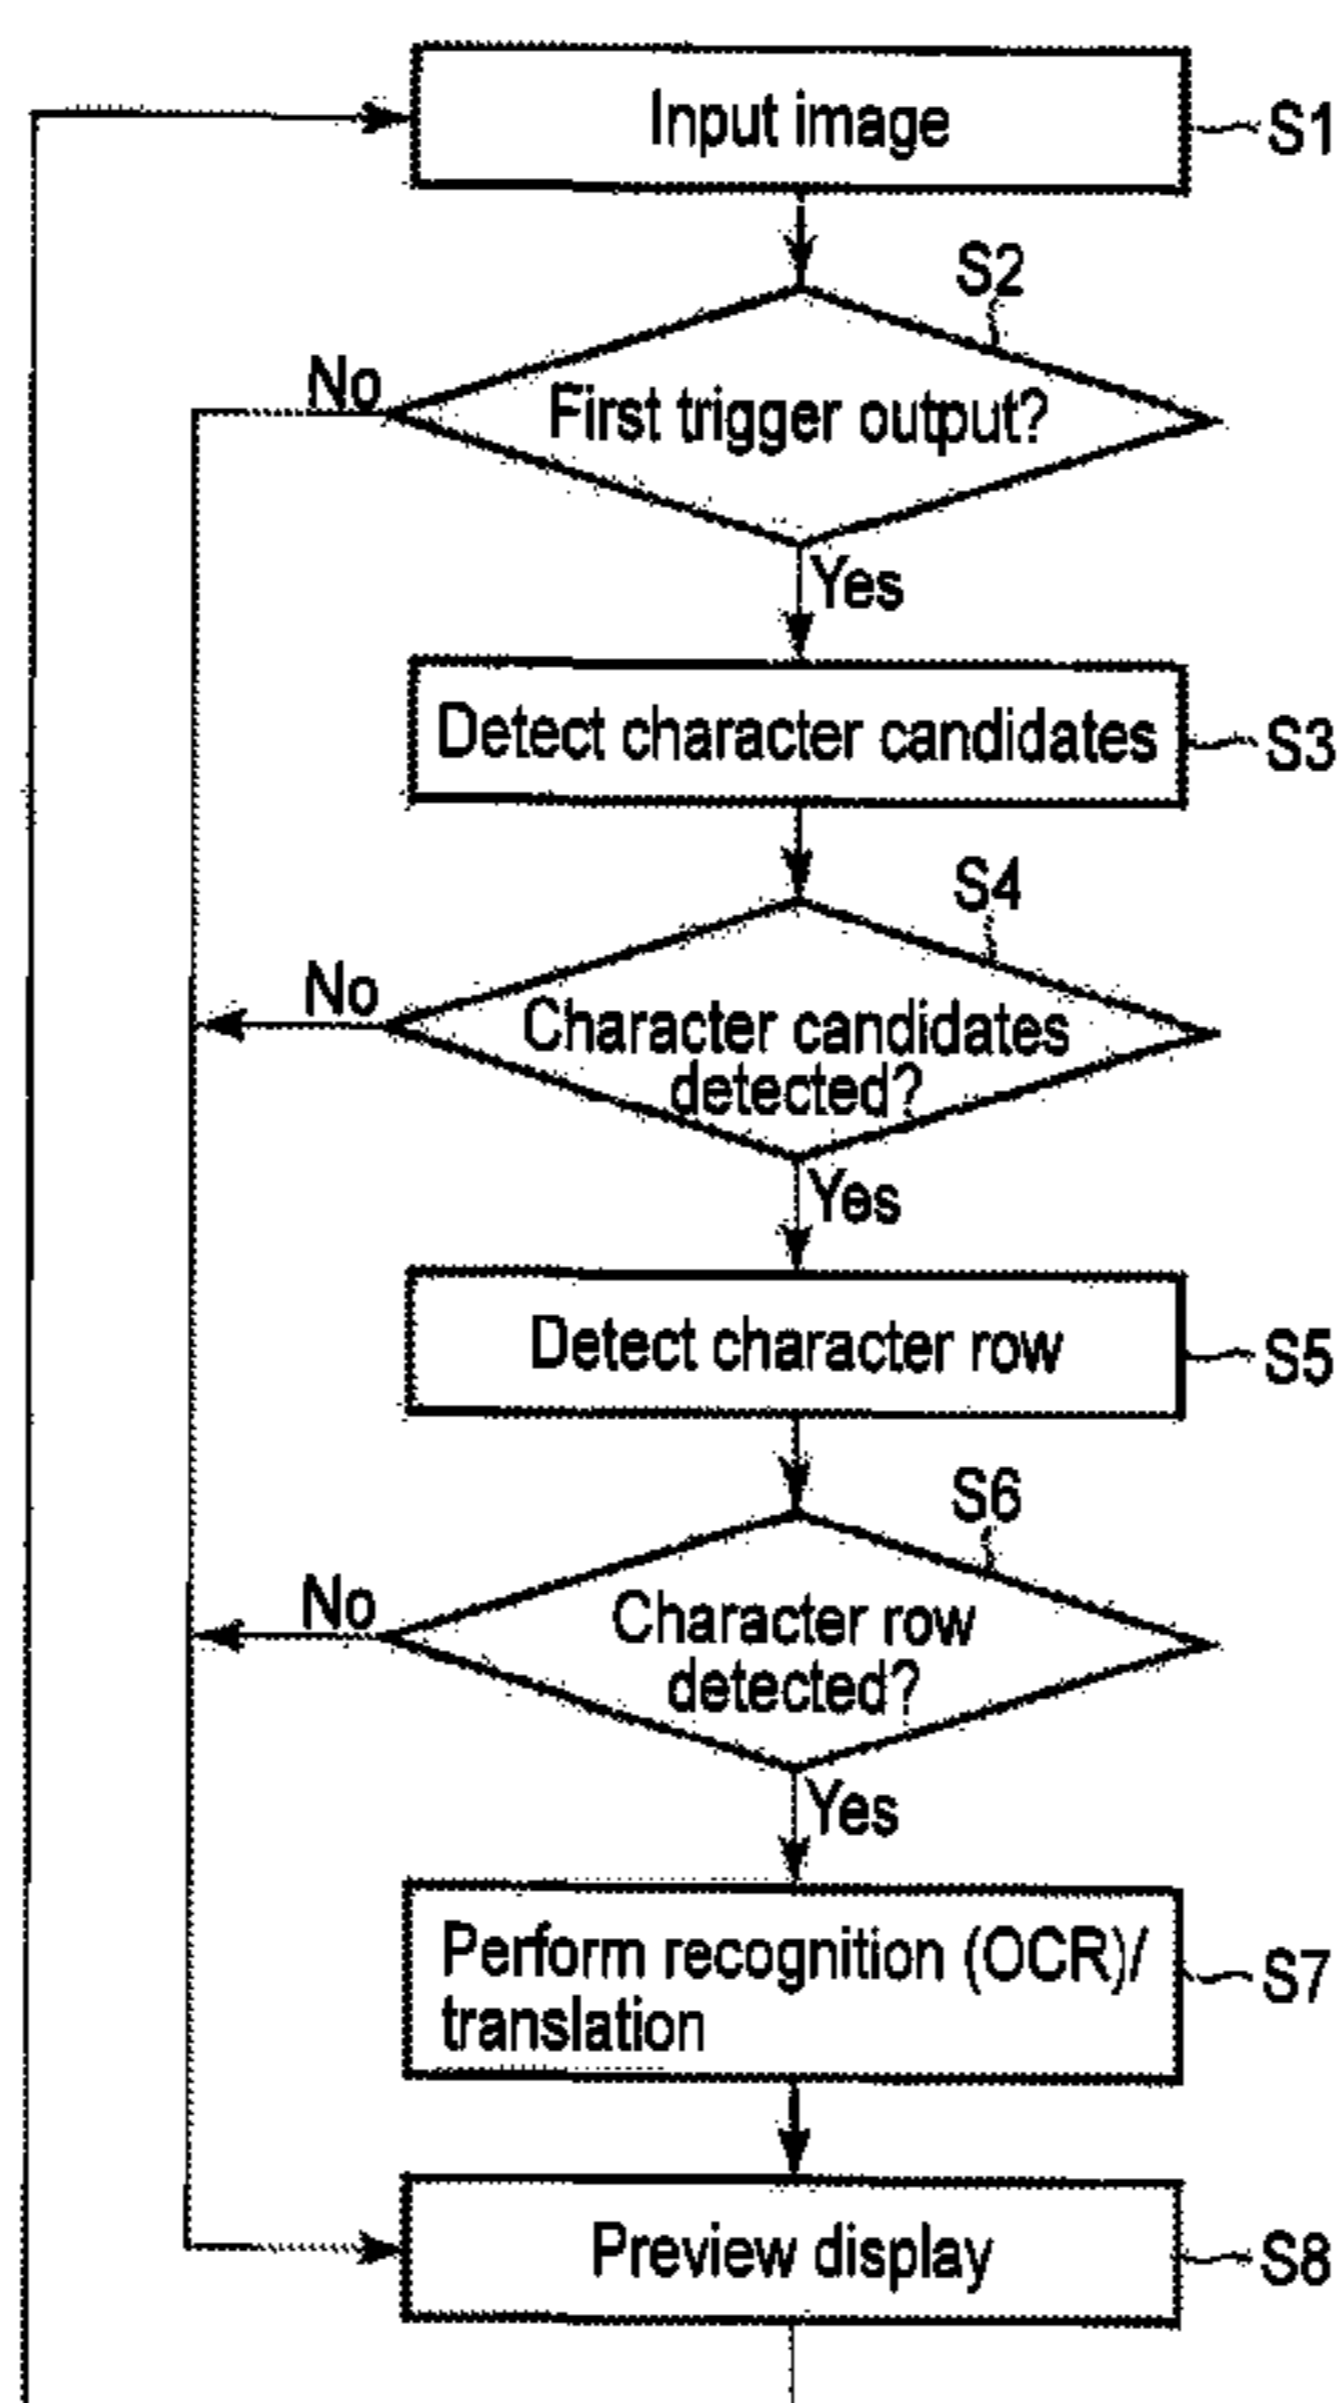 Input image
S1
S2
No
First trigger output?
Yes
Detect character candidates
S3
S4
No
Character candidates
detected?
Yes
Detect character row
S5
S6
No
Character row
detected?
Yes
Perform recognition (OCR)/
translation
S7
Preview display
S8